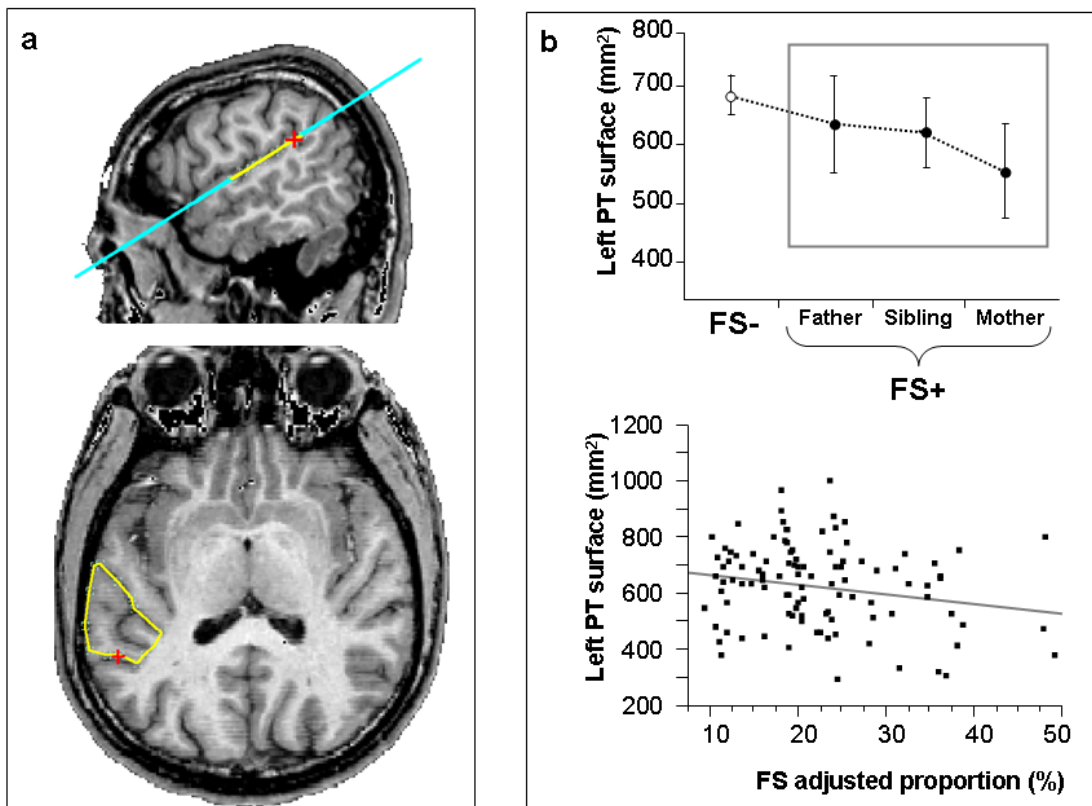 a
b
Left PT surface (mm²)
800
700
600
500
400
FS-
Father
Sibling
Mother
FS+
Left PT surface (mm²)
1200
1000
800
600
400
200
10
20
30
40
50
FS adjusted proportion (%)